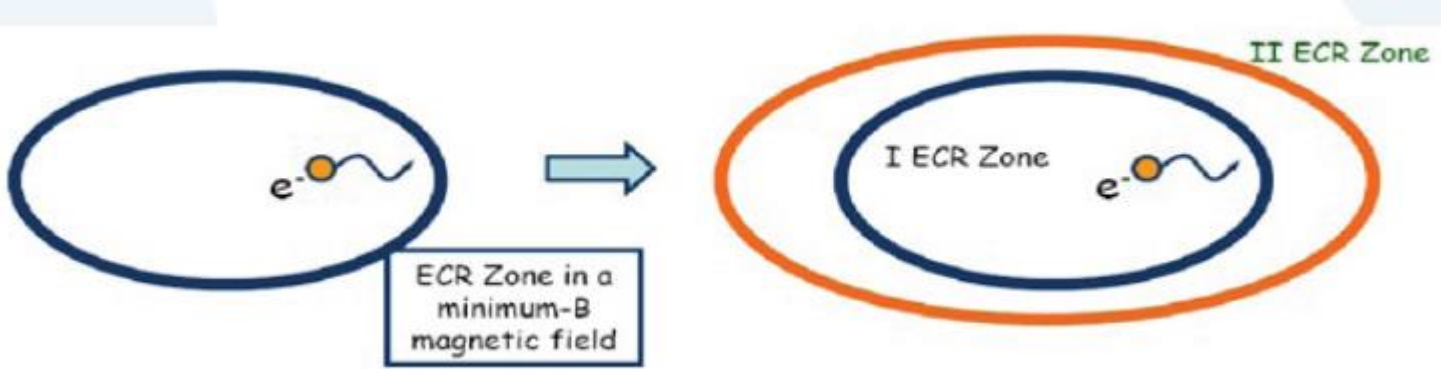 II ECR Zone
I ECR Zone
e-
e-
ECR Zone in a
minimum-B
magnetic field